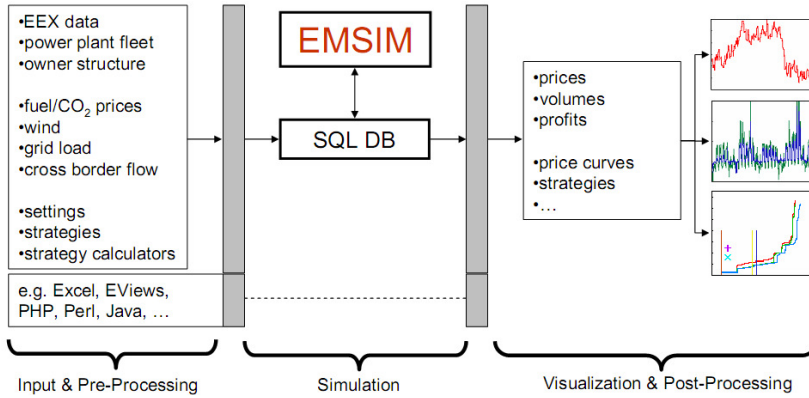 •EEX data
•power plant fleet
•owner structure
•fuel/CO₂ prices
•wind
•grid load
•cross border flow
•settings
•strategies
•strategy calculators
e.g. Excel, EViews,
PHP, Perl, Java, …
EMSIM
SQL DB
•prices
•volumes
•profits
•price curves
•strategies
•…
Input & Pre-Processing
Simulation
Visualization & Post-Processing